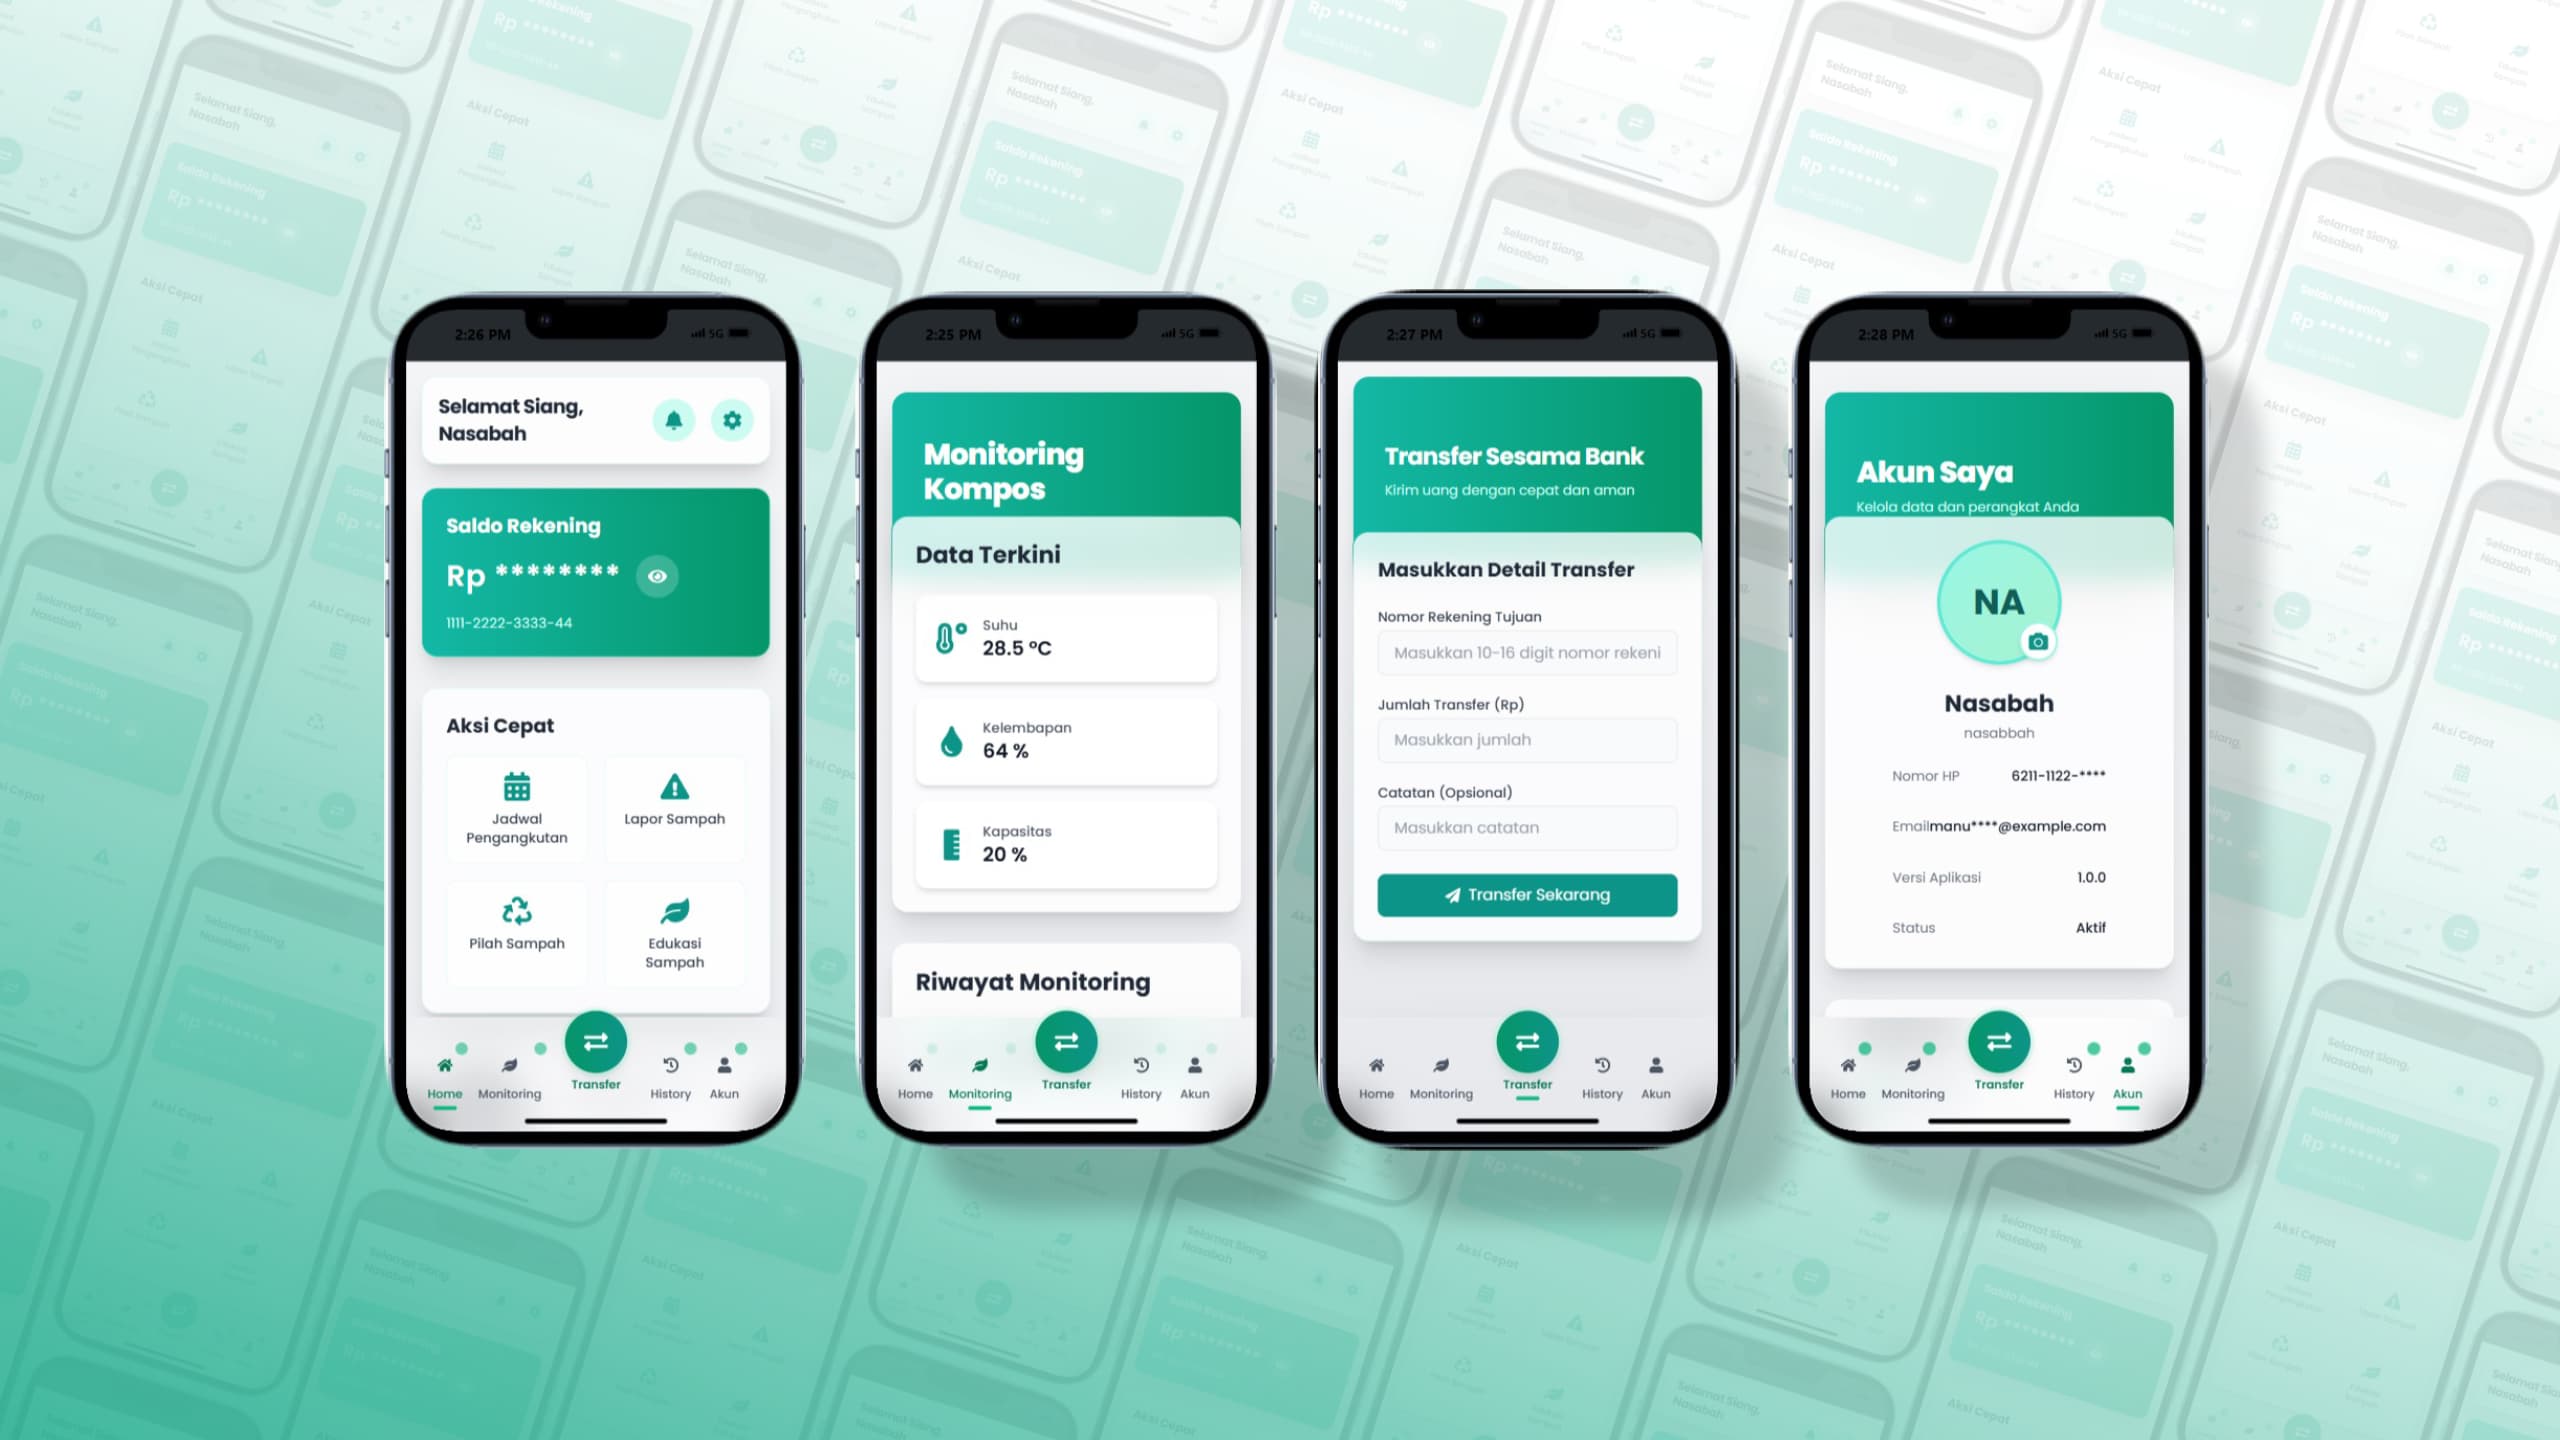 2:26 PM
5G
Selamat Siang,
Nasabah
Saldo Rekening
Rp ********
1111-2222-3333-44
Aksi Cepat
Jadwal
Pengangkutan
Lapor Sampah
Pilah Sampah
Edukasi
Sampah
Home
Monitoring
Transfer
History
Akun
2:25 PM
5G
Monitoring
Kompos
Data Terkini
Suhu
28.5 °C
Kelembapan
64 %
Kapasitas
20 %
Riwayat Monitoring
Home
Monitoring
Transfer
History
Akun
2:27 PM
5G
Transfer Sesama Bank
Kirim uang dengan cepat dan aman
Masukkan Detail Transfer
Nomor Rekening Tujuan
Masukkan 10-16 digit nomor rekeni
Jumlah Transfer (Rp)
Masukkan jumlah
Catatan (Opsional)
Masukkan catatan
Transfer Sekarang
Home
Monitoring
Transfer
History
Akun
2:28 PM
5G
Akun Saya
Kelola data dan perangkat Anda
NA
Nasabah
nasabbah
Nomor HP 6211-1122-****
Emailmanu****@example.com
Versi Aplikasi 1.0.0
Status Aktif
Home
Monitoring
Transfer
History
Akun